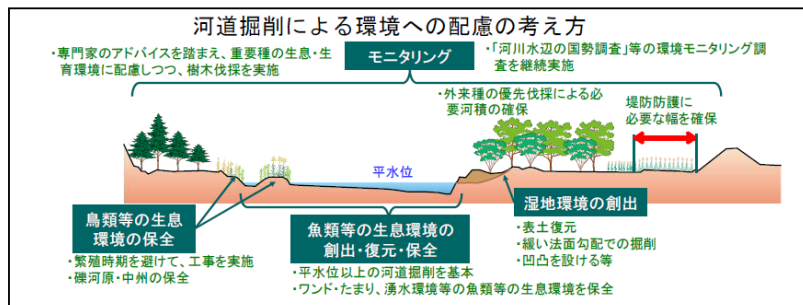 河道掘削による環境への配慮の考え方
・専門家のアドバイスを踏まえ、重要種の生息・生
育環境に配慮しつつ、樹木伐採を実施
モニタリング
・「河川水辺の国勢調査」等の環境モニタリング調
査を継続実施
・外来種の優先伐採による必
要河積の確保
堤防防護に
必要な幅を確保
平水位
鳥類等の生息
環境の保全
・繁殖時期を避けて、工事を実施
・礫河原・中州の保全
魚類等の生息環境の
創出・復元・保全
・平水位以上の河道掘削を基本
・ワンド・たまり、湧水環境等の魚類等の生息環境を保全
湿地環境の創出
・表土復元
・緩い法面勾配での掘削
・凹凸を設ける等